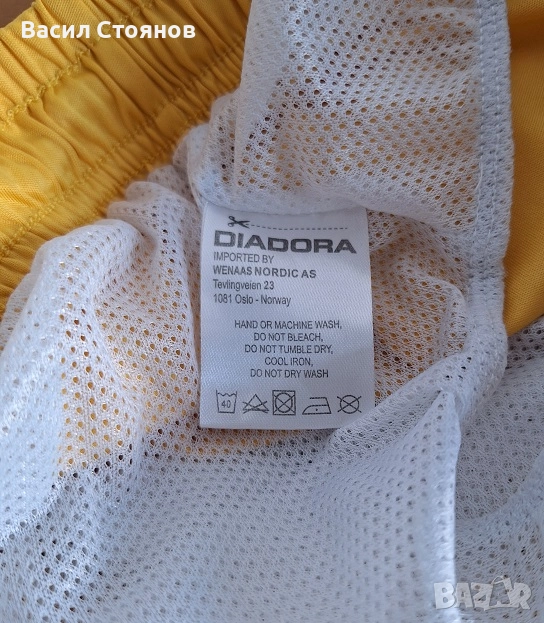 Васил Стоянов
DIADORA
IMPORTED BY
WENAAS NORDIC AS
Tevlingveien 23
1081 Oslo - Norway
HAND OR MACHINE WASH,
DO NOT BLEACH,
DO NOT TUMBLE DRY,
COOL IRON,
DO NOT DRY WASH
40
BAZAR